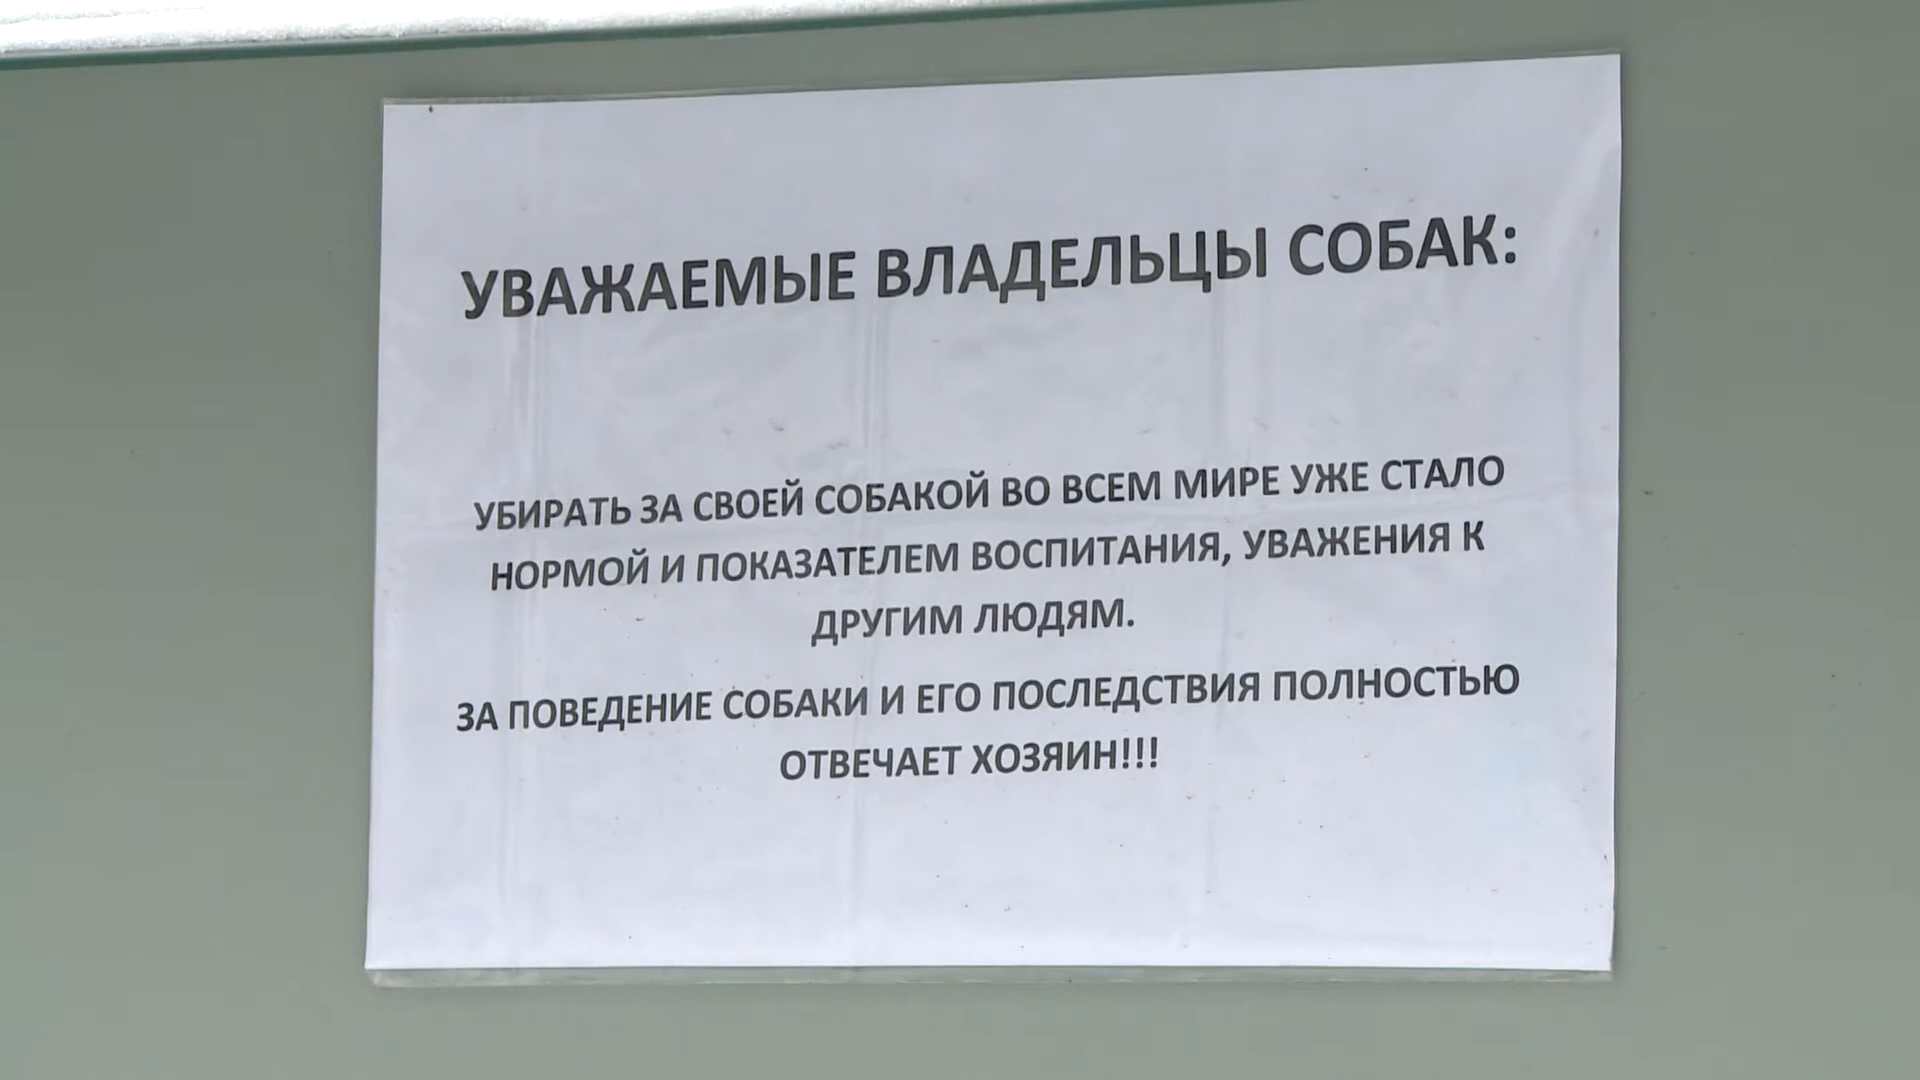 УВАЖАЕМЫЕ ВЛАДЕЛЬЦЫ СОБАК:
УБИРАТЬ ЗА СВОЕЙ СОБАКОЙ ВО ВСЕМ МИРЕ УЖЕ СТАЛО
НОРМОЙ И ПОКАЗАТЕЛЕМ ВОСПИТАНИЯ, УВАЖЕНИЯ К
ДРУГИМ ЛЮДЯМ.
ЗА ПОВЕДЕНИЕ СОБАКИ И ЕГО ПОСЛЕДСТВИЯ ПОЛНОСТЬЮ
ОТВЕЧАЕТ ХОЗЯИН!!!